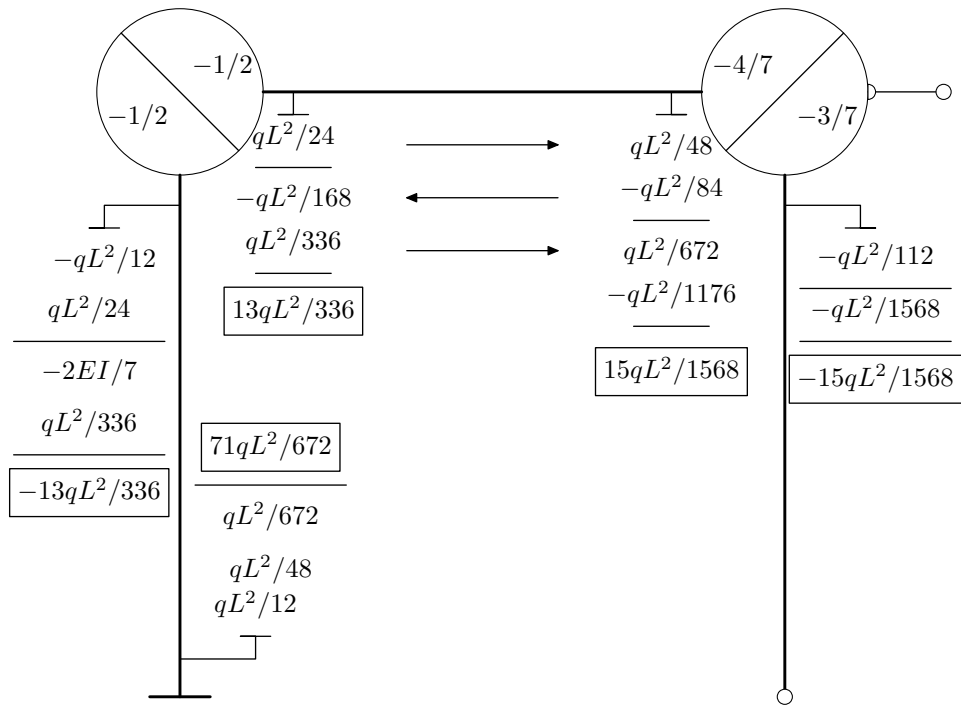 −1/2
−1/2
−4/7
−3/7
qL²/24
−qL²/168
qL²/336
13qL²/336
qL²/48
−qL²/84
qL²/672
−qL²/1176
15qL²/1568
−qL²/12
qL²/24
−2EI/7
qL²/336
−13qL²/336
−qL²/112
−qL²/1568
−15qL²/1568
71qL²/672
qL²/672
qL²/48
qL²/12